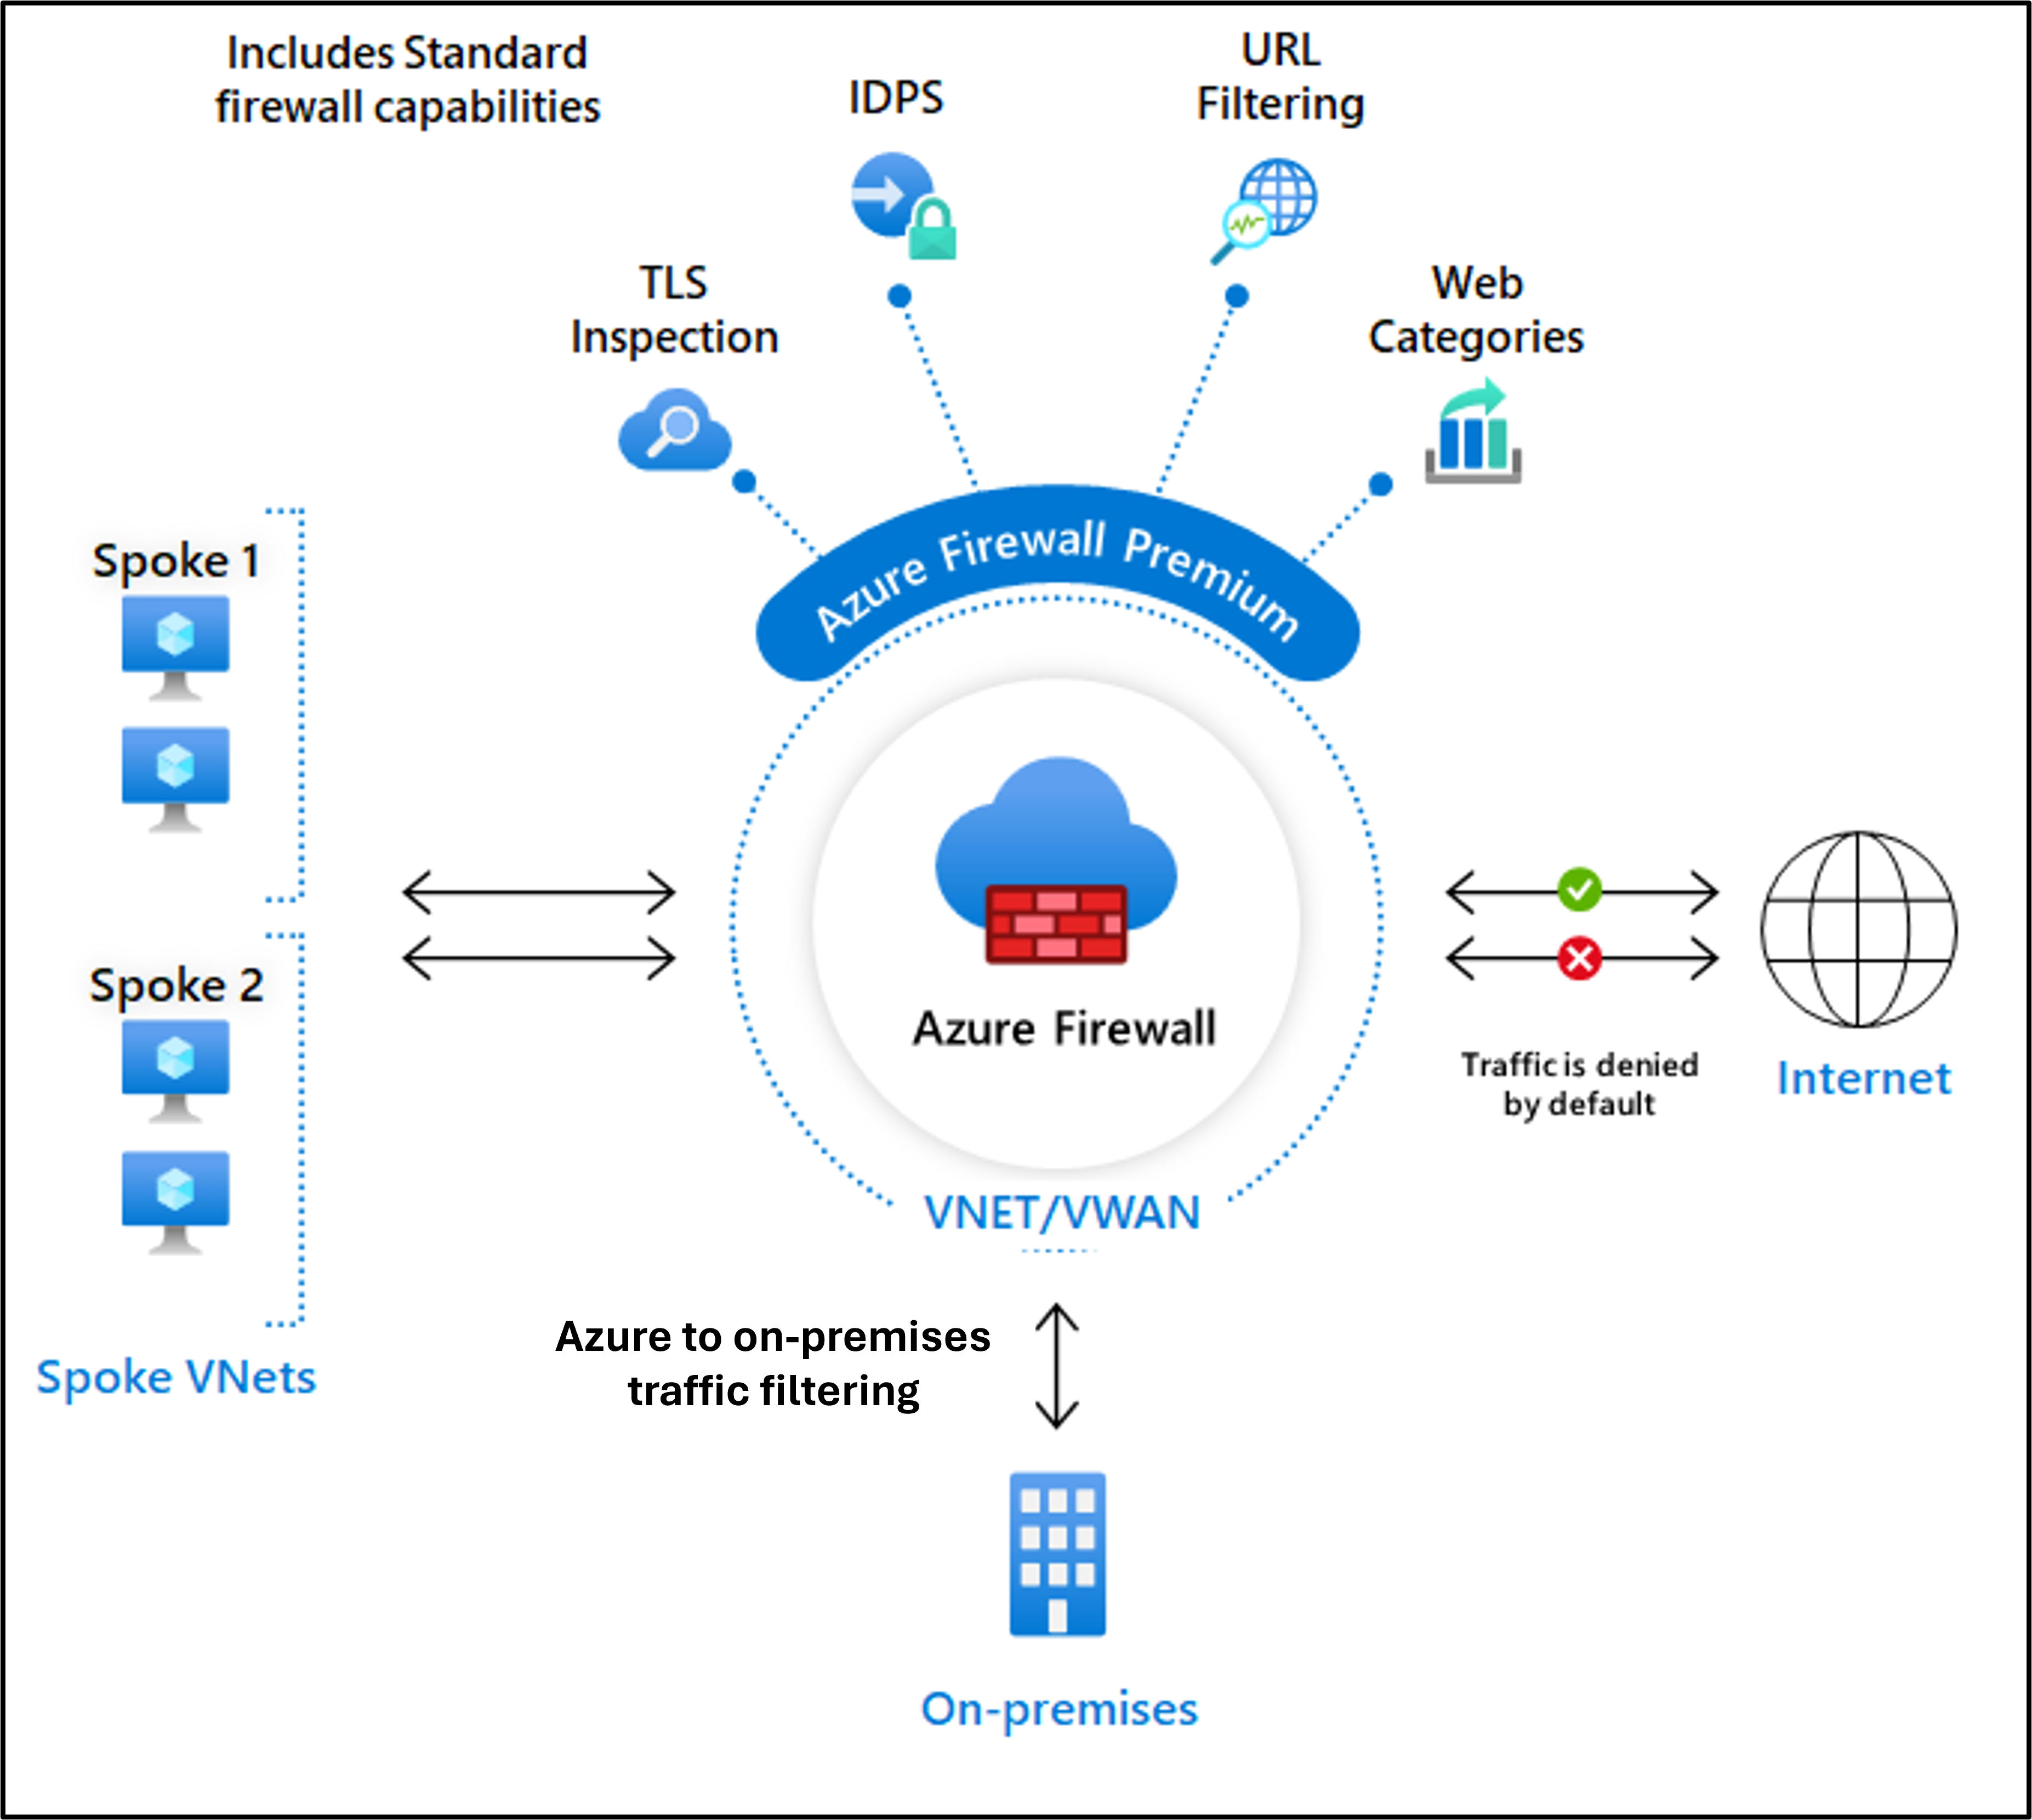 Includes Standard
firewall capabilities
IDPS
URL
Filtering
TLS
Inspection
Web
Categories
Azure Firewall Premium
Spoke 1
Spoke 2
Spoke VNets
Azure Firewall
VNET/VWAN
Traffic is denied
by default
Internet
Azure to on-premises
traffic filtering
On-premises